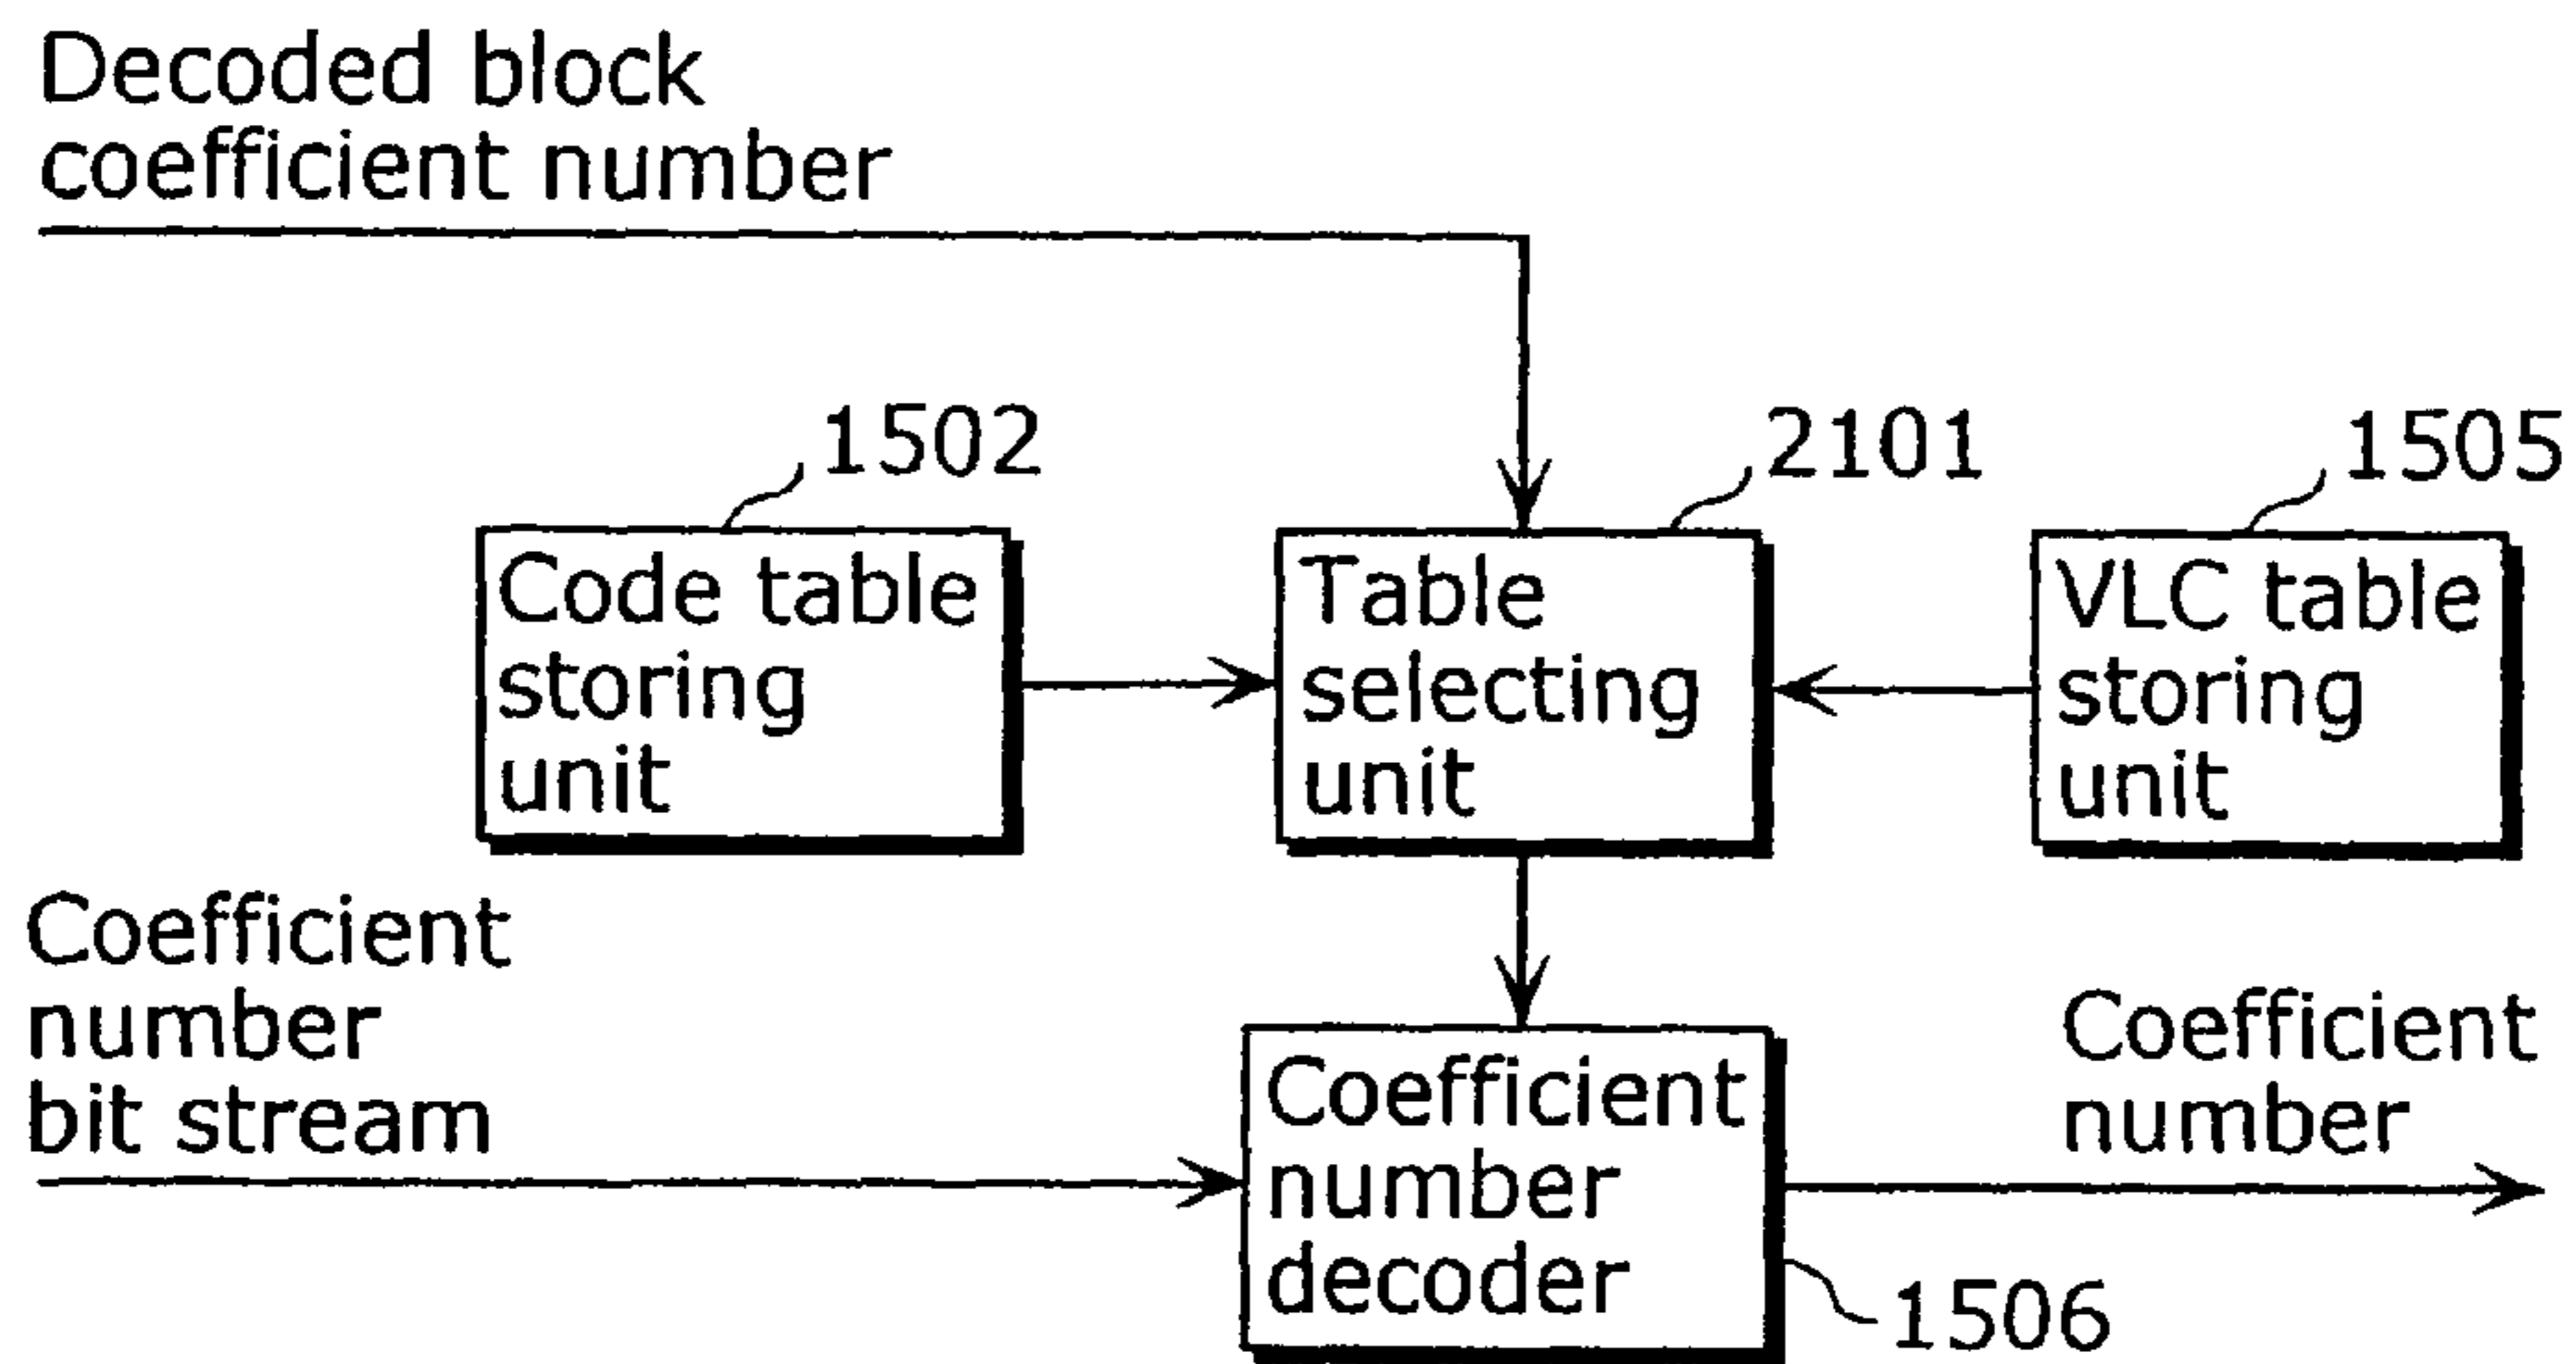 Decoded block
coefficient number
1502
2101
1505
Code table
storing
unit
Table
selecting
unit
VLC table
storing
unit
Coefficient
number
bit stream
Coefficient
number
decoder
Coefficient
number
1506